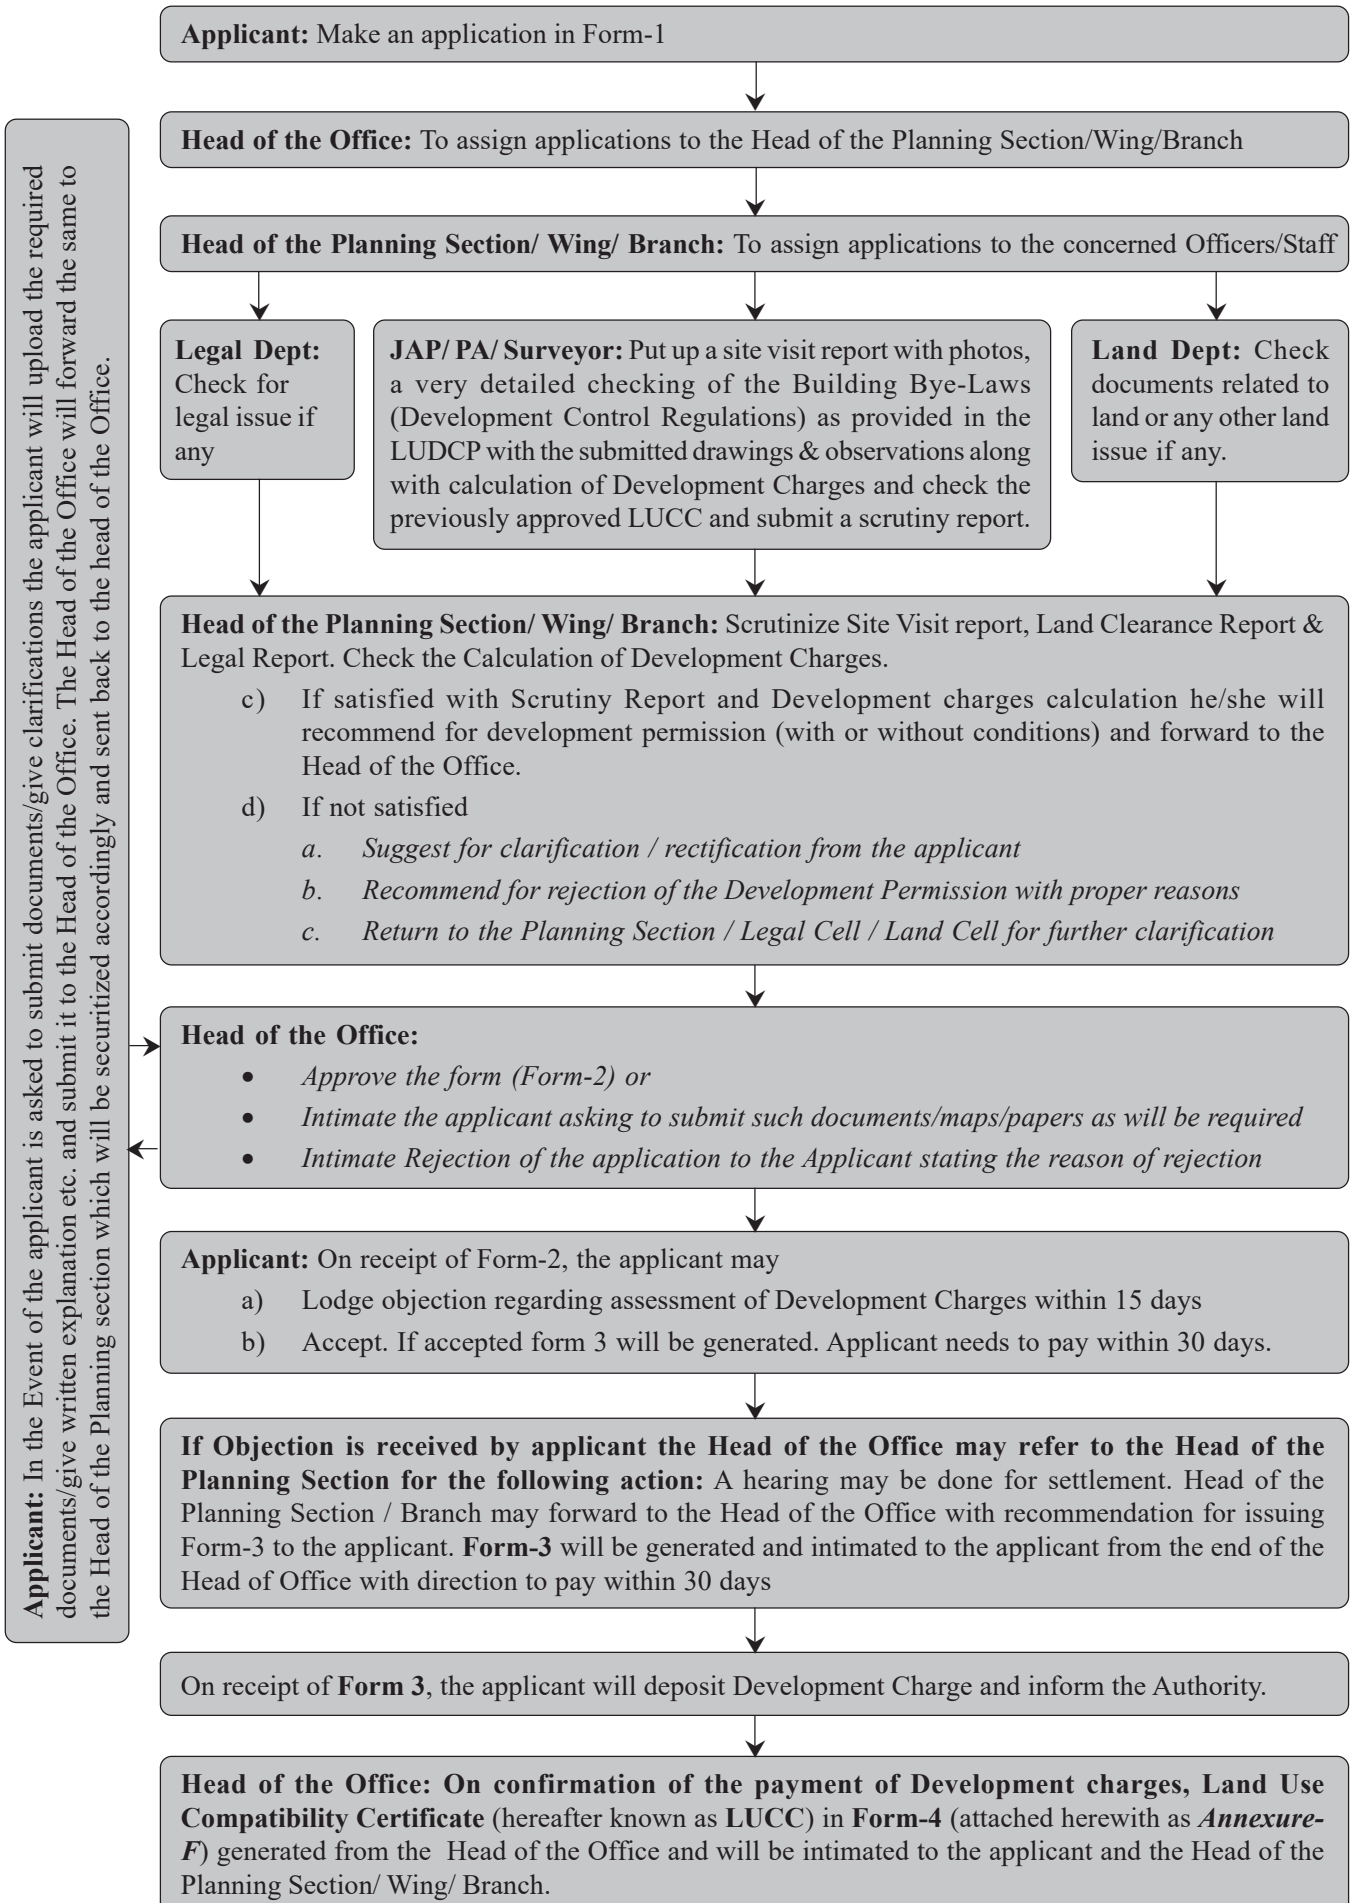 Applicant: Make an application in Form-1
Head of the Office: To assign applications to the Head of the Planning Section/Wing/Branch
Head of the Planning Section/ Wing/ Branch: To assign applications to the concerned Officers/Staff
Legal Dept:
Check for
legal issue if
any
JAP/ PA/ Surveyor: Put up a site visit report with photos,
a very detailed checking of the Building Bye-Laws
(Development Control Regulations) as provided in the
LUDCP with the submitted drawings & observations along
with calculation of Development Charges and check the
previously approved LUCC and submit a scrutiny report.
Land Dept: Check
documents related to
land or any other land
issue if any.
Head of the Planning Section/ Wing/ Branch: Scrutinize Site Visit report, Land Clearance Report &
Legal Report. Check the Calculation of Development Charges.
c) If satisfied with Scrutiny Report and Development charges calculation he/she will
recommend for development permission (with or without conditions) and forward to the
Head of the Office.
d) If not satisfied
a. Suggest for clarification / rectification from the applicant
b. Recommend for rejection of the Development Permission with proper reasons
c. Return to the Planning Section / Legal Cell / Land Cell for further clarification
Head of the Office:
• Approve the form (Form-2) or
• Intimate the applicant asking to submit such documents/maps/papers as will be required
• Intimate Rejection of the application to the Applicant stating the reason of rejection
Applicant: In the Event of the applicant is asked to submit documents/give clarifications the applicant will upload the required
documents/give written explanation etc. and submit it to the Head of the Office. The Head of the Office will forward the same to
the Head of the Planning section which will be securitized accordingly and sent back to the head of the Office.
Applicant: On receipt of Form-2, the applicant may
a) Lodge objection regarding assessment of Development Charges within 15 days
b) Accept. If accepted form 3 will be generated. Applicant needs to pay within 30 days.
If Objection is received by applicant the Head of the Office may refer to the Head of the
Planning Section for the following action: A hearing may be done for settlement. Head of the
Planning Section / Branch may forward to the Head of the Office with recommendation for issuing
Form-3 to the applicant. Form-3 will be generated and intimated to the applicant from the end of the
Head of Office with direction to pay within 30 days
On receipt of Form 3, the applicant will deposit Development Charge and inform the Authority.
Head of the Office: On confirmation of the payment of Development charges, Land Use
Compatibility Certificate (hereafter known as LUCC) in Form-4 (attached herewith as Annexure-
F) generated from the Head of the Office and will be intimated to the applicant and the Head of the
Planning Section/ Wing/ Branch.